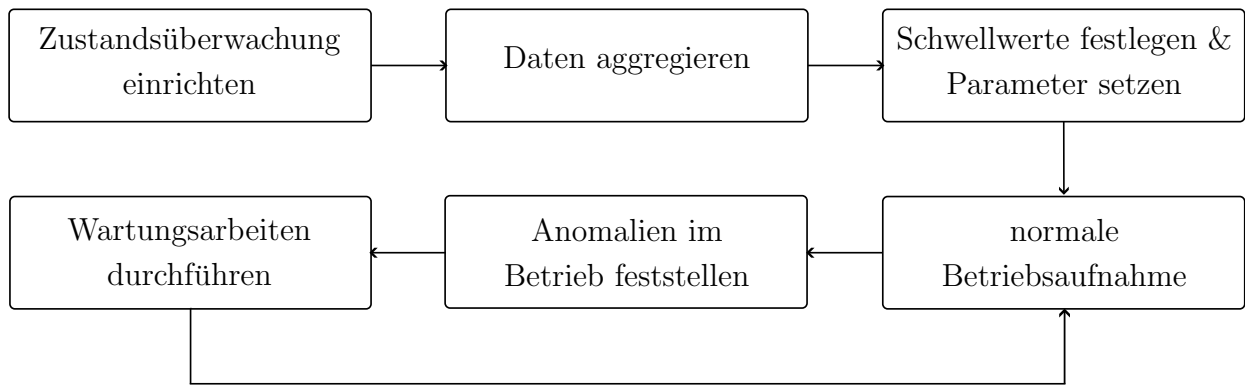 Zustandsüberwachung
einrichten
Daten aggregieren
Schwellwerte festlegen &
Parameter setzen
Wartungsarbeiten
durchführen
Anomalien im
Betrieb feststellen
normale
Betriebsaufnahme